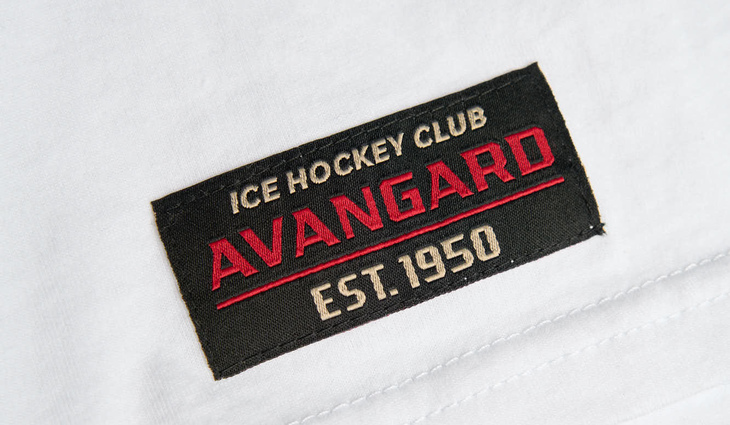 ICE HOCKEY CLUB
AVANGARD
EST. 1950